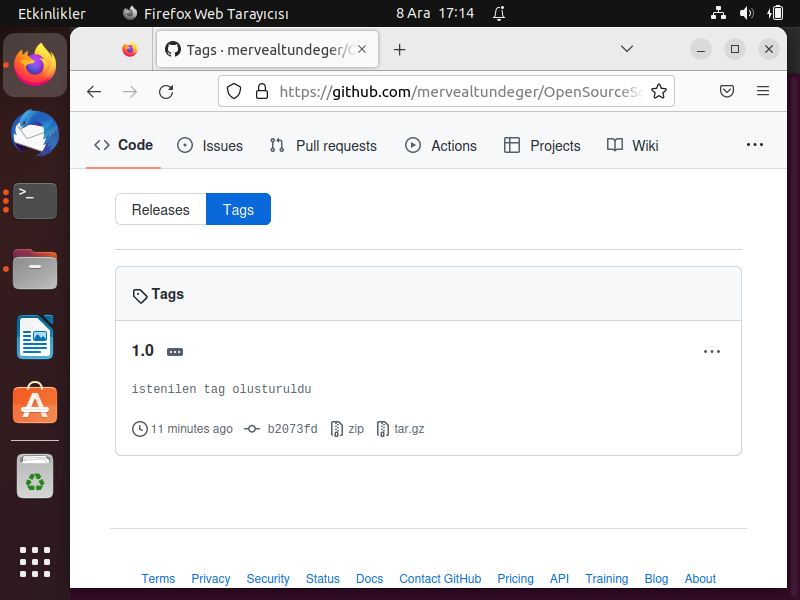 Etkinlikler Firefox Web Tarayıcısı 8 Ara 17:14
Tags · mervealtundeger/
https://github.com/mervealtundeger/OpenSourceSo
Code Issues Pull requests Actions Projects Wiki
Releases Tags
Tags
1.0
istenilen tag olusturuldu
11 minutes ago b2073fd zip tar.gz
Terms Privacy Security Status Docs Contact GitHub Pricing API Training Blog About